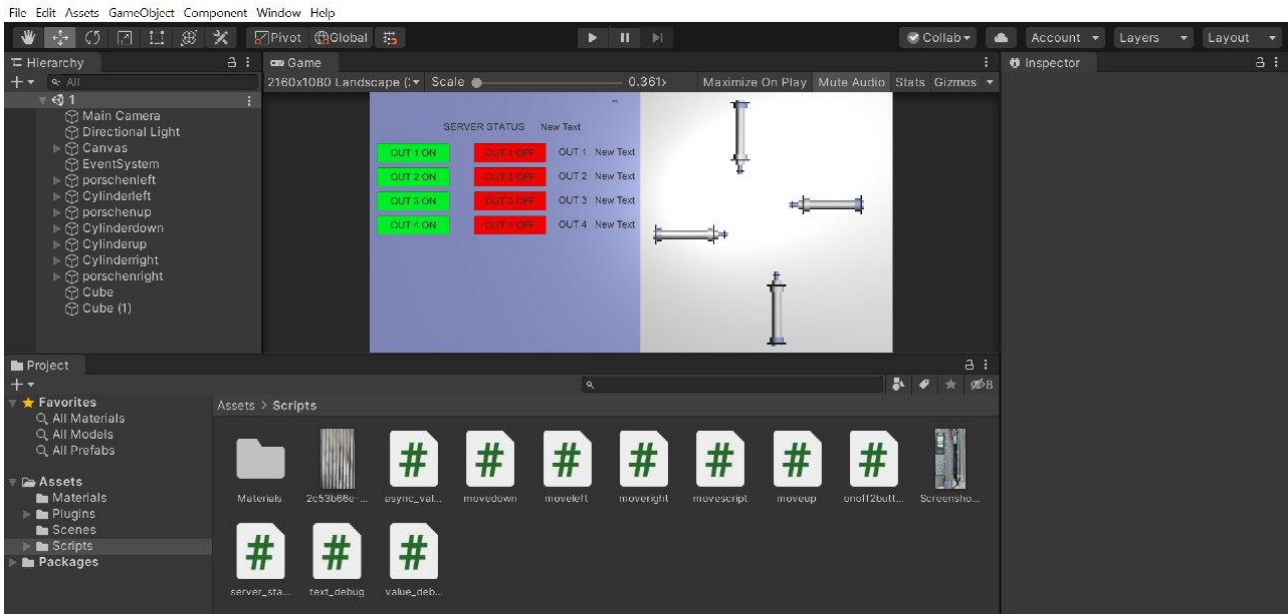 File Edit Assets GameObject Component Window Help
Pivot Global Collab Account Layers Layout
Hierarchy
All
1
Main Camera
Directional Light
Canvas
EventSystem
porschenleft
Cylinderleft
porschenup
Cylinderdown
Cylinderup
Cylinderright
porschenright
Cube
Cube (1)
Game
2160x1080 Landscape (: Scale 0.361x Maximize On Play Mute Audio Stats Gizmos
SERVER STATUS New Text
OUT 1 ON OUT 1 OFF OUT 1 New Text
OUT 2 ON OUT 2 OFF OUT 2 New Text
OUT 3 ON OUT 3 OFF OUT 3 New Text
OUT 4 ON OUT 4 OFF OUT 4 New Text
Inspector
Project
8
Favorites
All Materials
All Models
All Prefabs
Assets
Materials
Plugins
Scenes
Scripts
Packages
Assets > Scripts
Materials 2c53b66e-... async_val... movedown moveleft moveright movescript moveup onoff2butt... Screensho...
server_sta... text_debug value_deb...